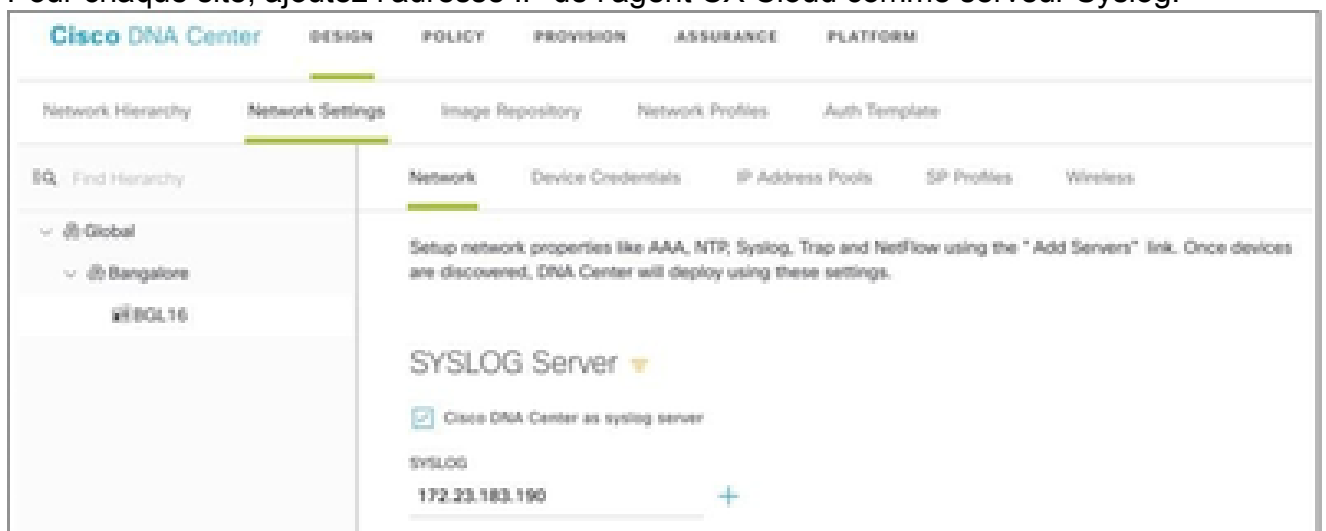 Pour chaque site, ajoutez l'adresse IP de l'agent CX Cloud comme serveur Syslog.
Cisco DNA Center DESIGN POLICY PROVISION ASSURANCE PLATFORM
Network Hierarchy Network Settings Image Repository Network Profiles Auth Template
Find Hierarchy
Network Device Credentials IP Address Pools SP Profiles Wireless
Global
Bangalore
BGL16
Setup network properties like AAA, NTP, Syslog, Trap and NetFlow using the "Add Servers" link. Once devices
are discovered, DNA Center will deploy using these settings.
SYSLOG Server
Cisco DNA Center as syslog server
SYSLOG
172.23.183.190